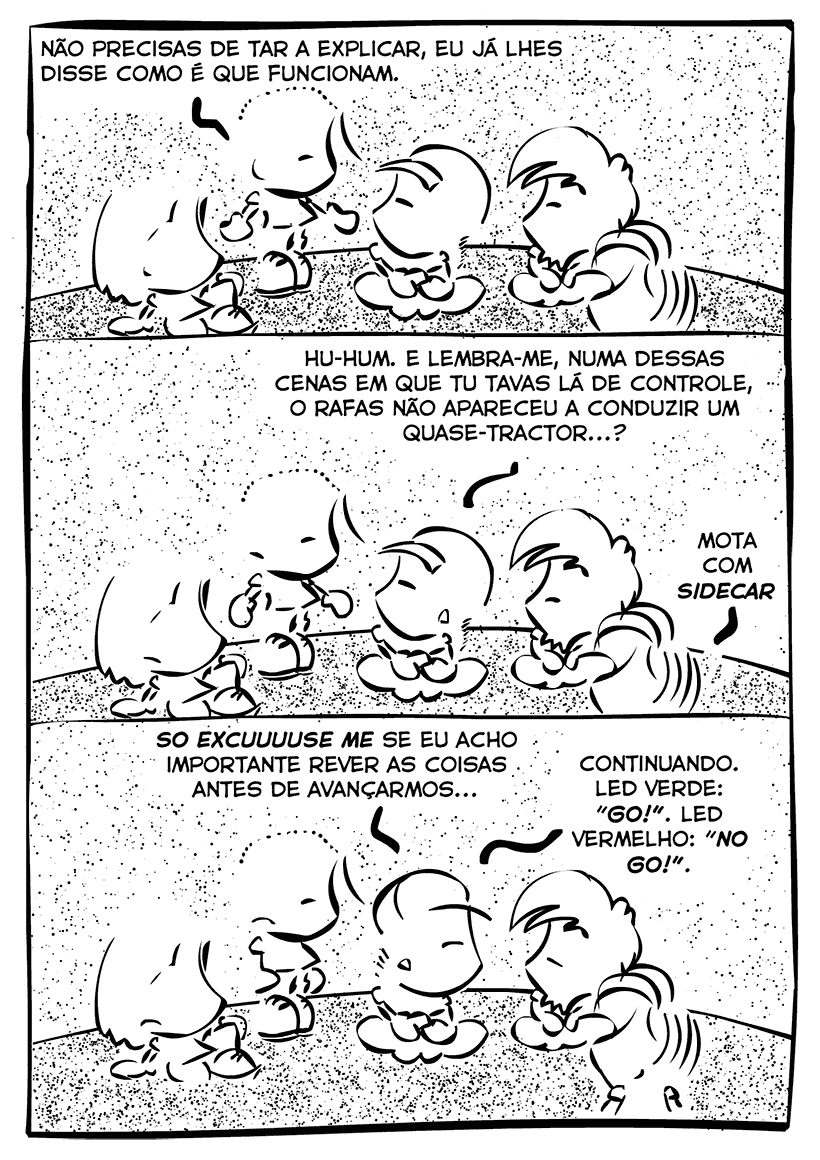 NÃO PRECISAS DE TAR A EXPLICAR, EU JÁ LHES
DISSE COMO É QUE FUNCIONAM.
HU-HUM. E LEMBRA-ME, NUMA DESSAS
CENAS EM QUE TU TAVAS LÁ DE CONTROLE,
O RAFAS NÃO APARECEU A CONDUZIR UM
QUASE-TRACTOR...?
MOTA
COM
SIDECAR
SO EXCUUUUSE ME SE EU ACHO
IMPORTANTE REVER AS COISAS
ANTES DE AVANÇARMOS...
CONTINUANDO.
LED VERDE:
"GO!". LED
VERMELHO: "NO
GO!".